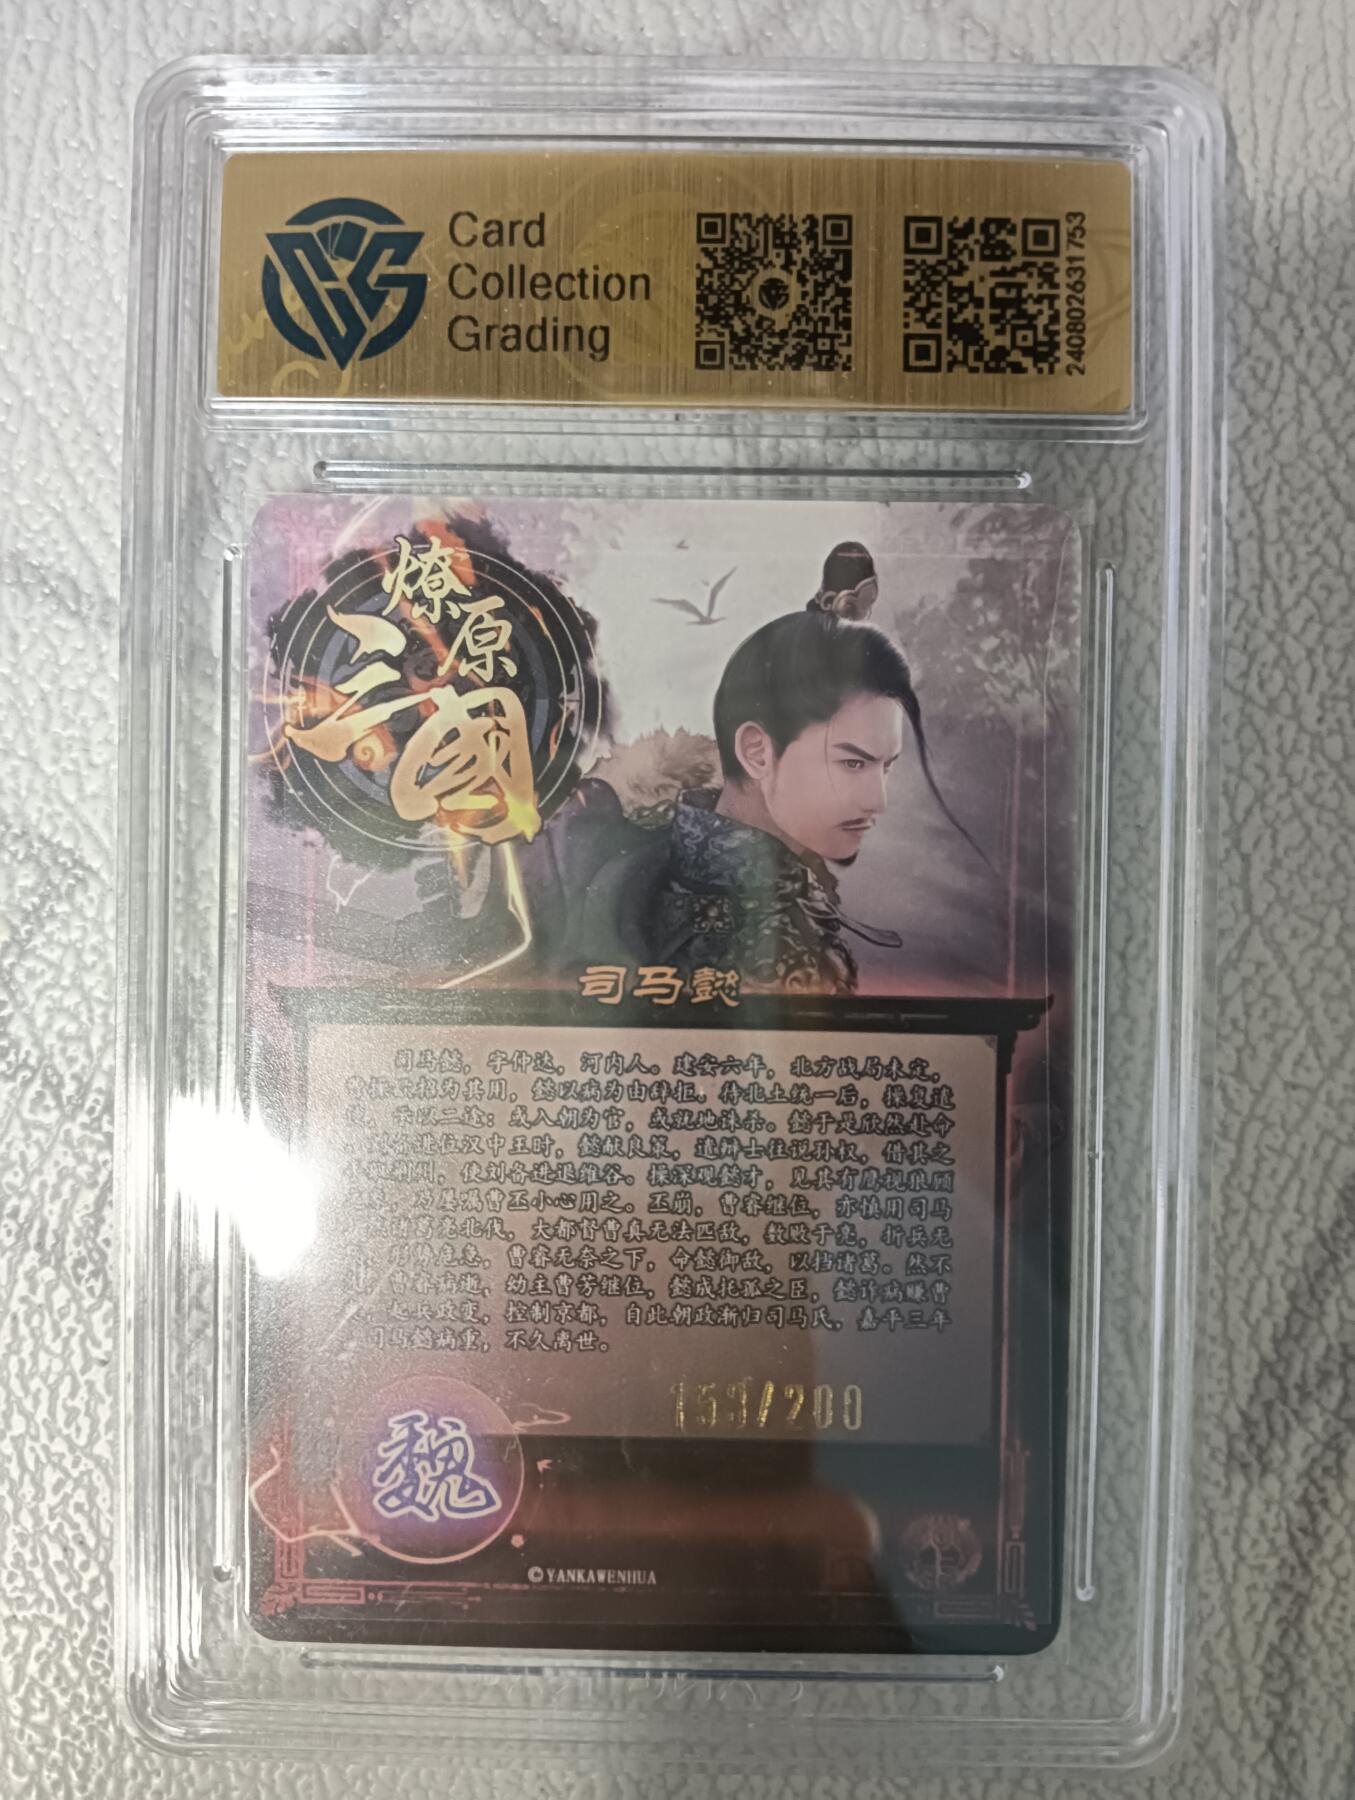 Card
Collection
Grading
2408026317 53
燎原
三國
司马懿
司马懿，字仲达，河内人。建安六年，北方战局未定，
招为其用，懿以病为由辞拒。待北土统一后，操复遣
示以二途：或入朝为官，或就地诛杀。懿于是欣然赴命
备进位汉中王时，懿献良策，遣辩士往说孙权，借其之
荆州，使刘备进退维谷。操深观懿才，见其有鹰视狼顾
乃屡嘱曹丕小心用之。丕崩，曹睿继位，亦慎用司马
诸葛亮北伐，大都督曹真无法匹敌，数败于亮，折兵无
形势危急，曹睿无奈之下，命懿御敌，以挡诸葛。然不
曹睿病逝，幼主曹芳继位，懿成托孤之臣，懿诈病赚曹
起兵政变，控制京都，自此朝政渐归司马氏，嘉平三年
司马懿病重，不久离世。
159/200
魏
©YANKAWENHUA